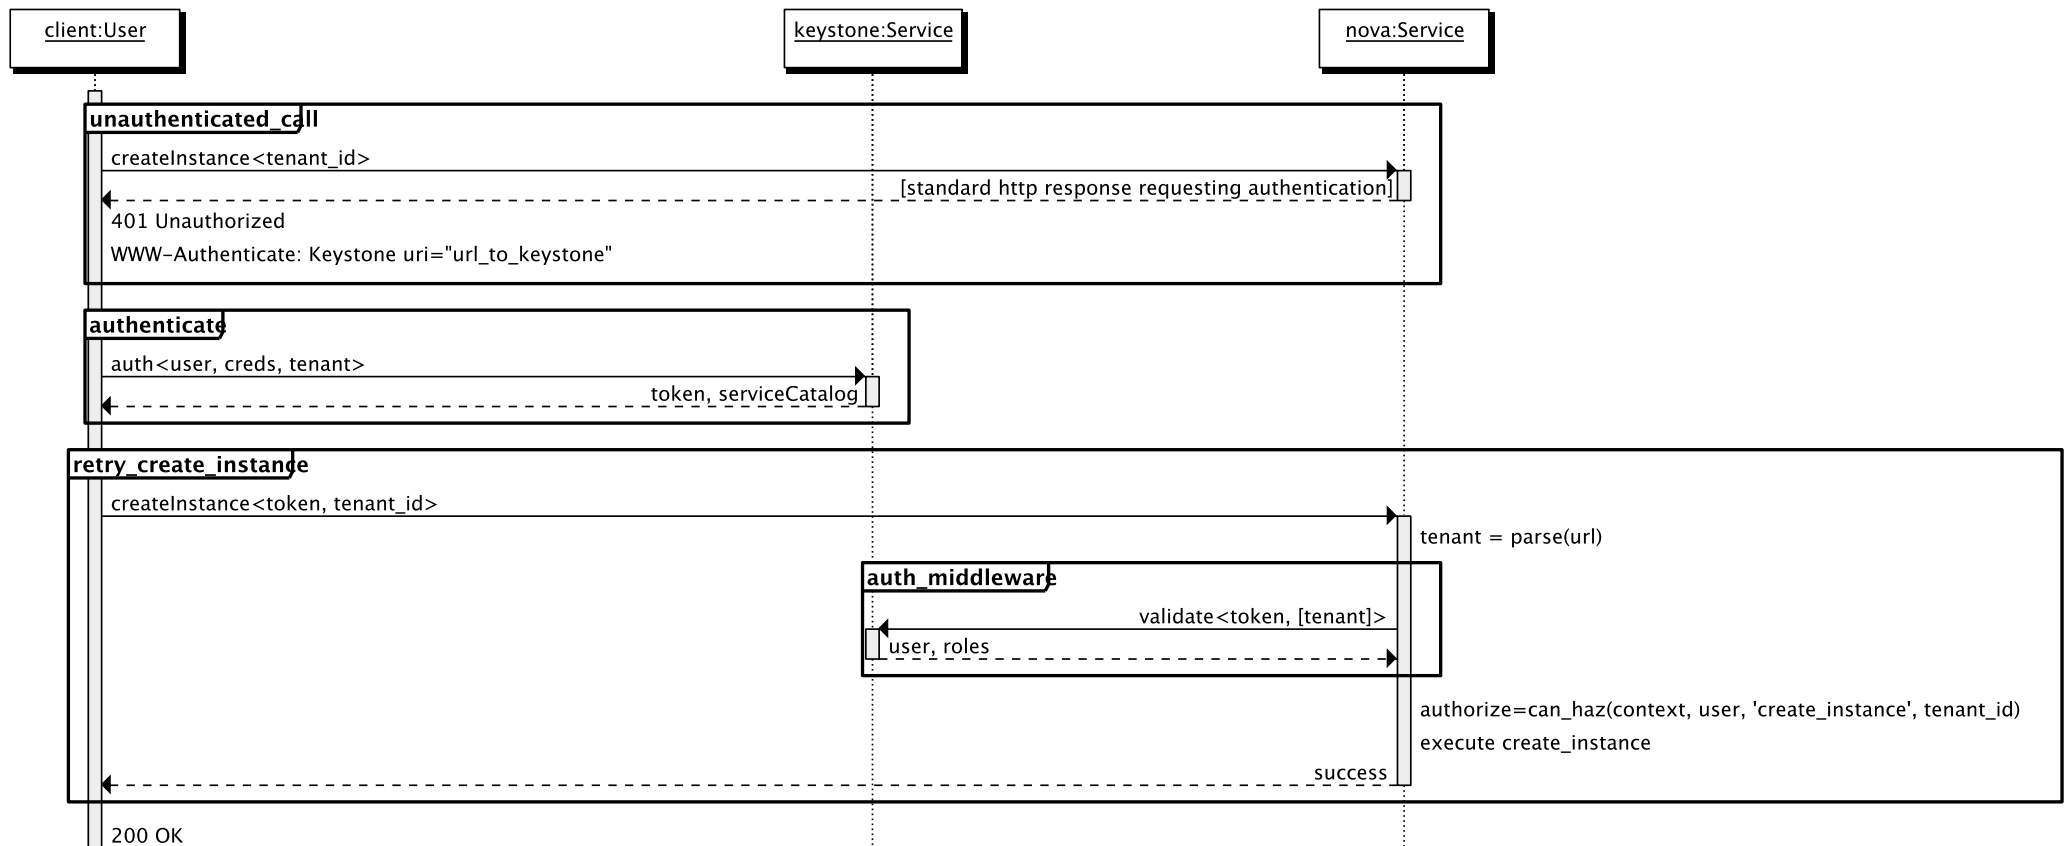 client:User
keystone:Service
nova:Service
unauthenticated_call
createInstance<tenant_id>
[standard http response requesting authentication]
401 Unauthorized
WWW-Authenticate: Keystone uri="url_to_keystone"
authenticate
auth<user, creds, tenant>
token, serviceCatalog
retry_create_instance
createInstance<token, tenant_id>
tenant = parse(url)
auth_middleware
validate<token, [tenant]>
user, roles
authorize=can_haz(context, user, 'create_instance', tenant_id)
execute create_instance
success
200 OK